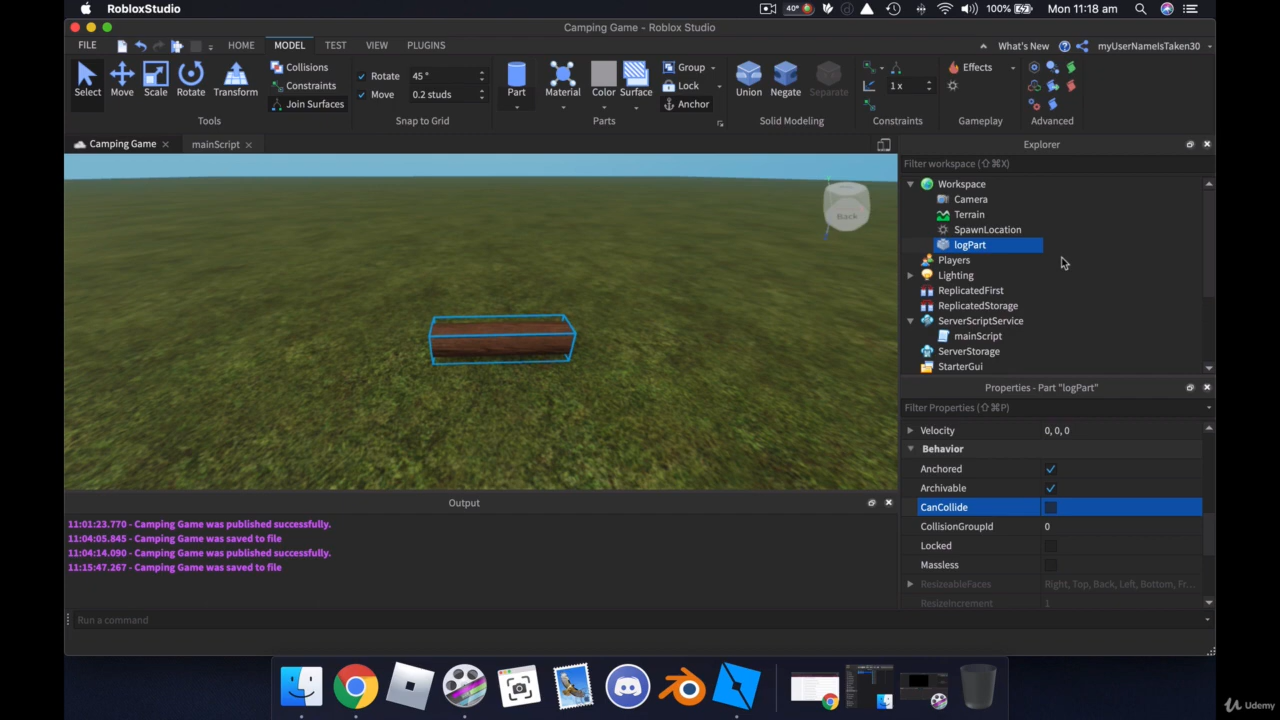 RobloxStudio
40°
100%
Mon 11:18 am
Camping Game - Roblox Studio
FILE
HOME
MODEL
TEST
VIEW
PLUGINS
What's New
myUserNameIsTaken30
Select
Move
Scale
Rotate
Transform
Collisions
Constraints
Join Surfaces
Tools
Rotate
45 °
Move
0.2 studs
Snap to Grid
Part
Material
Color
Surface
Group
Lock
Anchor
Parts
Union
Negate
Separate
Solid Modeling
1 x
Constraints
Effects
Gameplay
Advanced
Camping Game
mainScript
Back
Explorer
Filter workspace (⇧⌘X)
Workspace
Camera
Terrain
SpawnLocation
logPart
Players
Lighting
ReplicatedFirst
ReplicatedStorage
ServerScriptService
mainScript
ServerStorage
StarterGui
Properties - Part "logPart"
Filter Properties (⇧⌘P)
Velocity 0, 0, 0
Behavior
Anchored
Archivable
CanCollide
CollisionGroupId 0
Locked
Massless
ResizeableFaces Right, Top, Back, Left, Bottom, Fr...
ResizeIncrement 1
Output
11:01:23.770 - Camping Game was published successfully.
11:04:05.845 - Camping Game was saved to file
11:04:14.090 - Camping Game was published successfully.
11:15:47.267 - Camping Game was saved to file
Run a command
Udemy